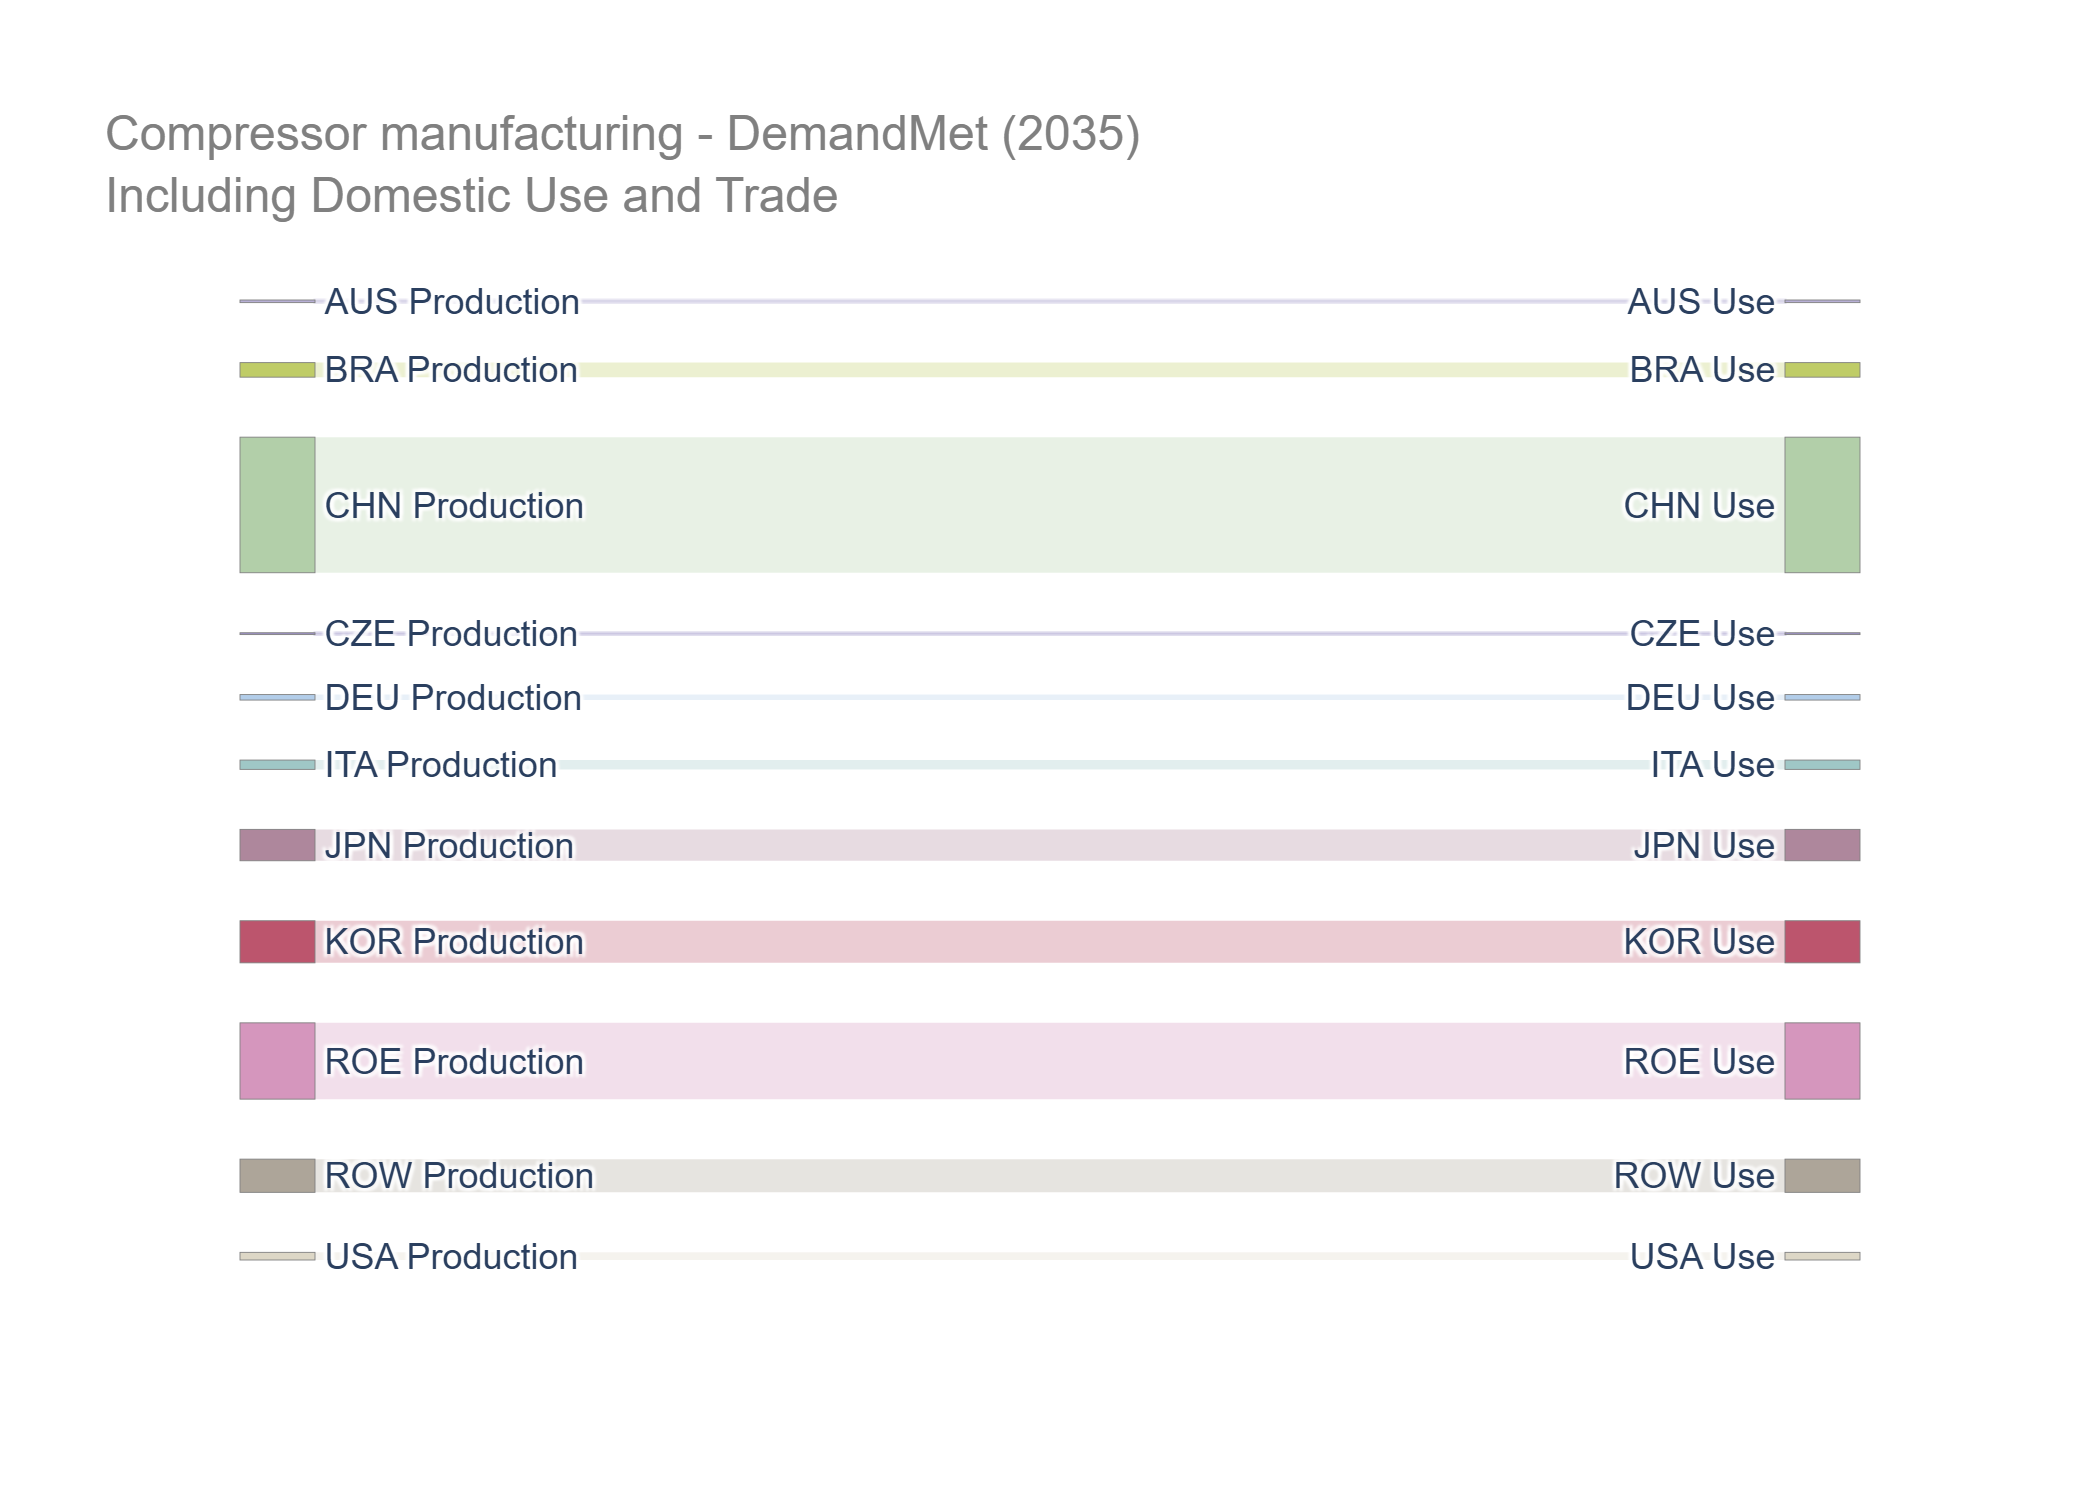 Compressor manufacturing - DemandMet (2035)
Including Domestic Use and Trade
AUS Production
AUS Use
BRA Production
BRA Use
CHN Production
CHN Use
CZE Production
CZE Use
DEU Production
DEU Use
ITA Production
ITA Use
JPN Production
JPN Use
KOR Production
KOR Use
ROE Production
ROE Use
ROW Production
ROW Use
USA Production
USA Use